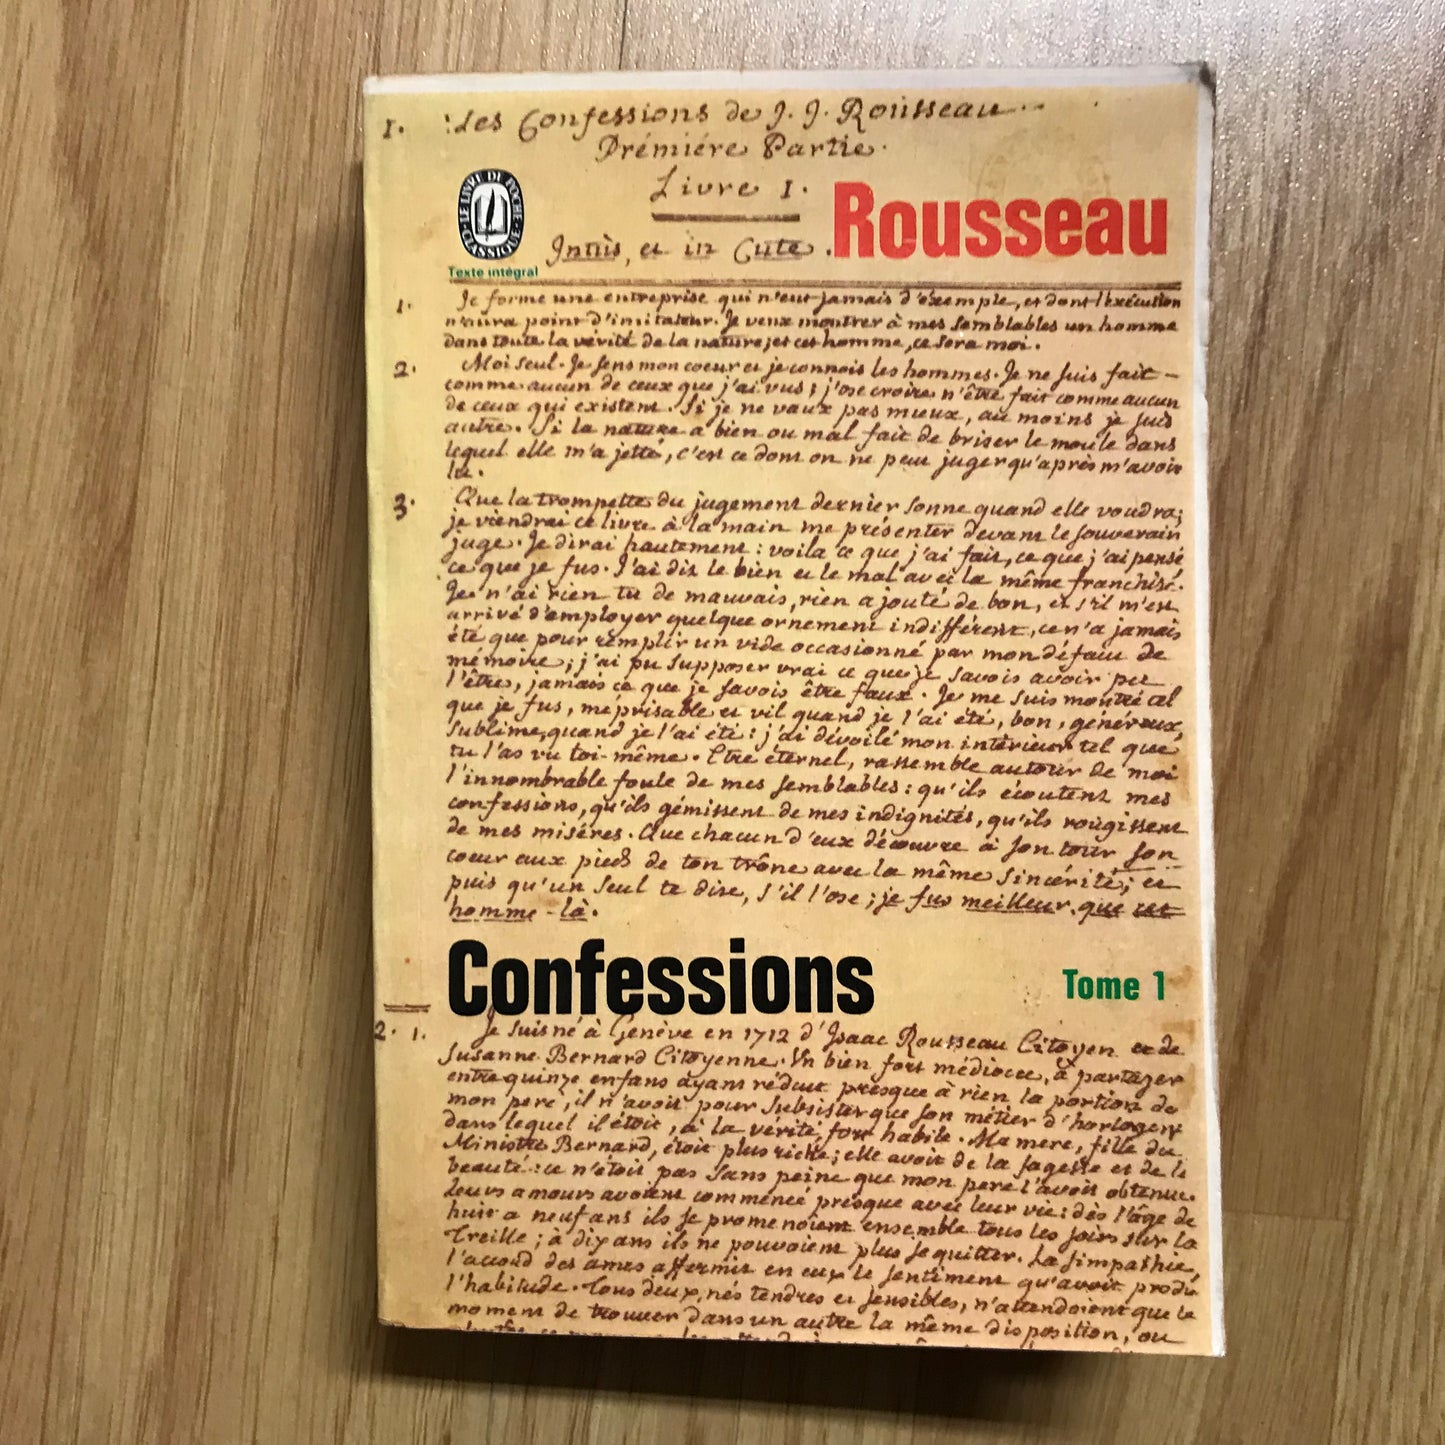 1. Les Confessions de J. J. Rousseau.
Prémiére Partie.
Livre 1.
LE LIVRE DE POCHE
CLASSIQUE
Texte intégral
Rousseau
Intùs, et in Cute.
1. Je forme une entreprise qui n'eut jamais d'éxemple, et dont l'exécution
n'aura point d'imitateur. Je veux montrer à mes semblables un homme
dans toute la vérité de la nature; et cet homme, ce sera moi.
2. Moi seul. Je sens mon coeur et je connois les hommes. Je ne suis fait
comme aucun de ceux que j'ai vus; j'ose croire n'être fait comme aucun
de ceux qui existent. Si je ne vaux pas mieux, au moins je suis
autre. Si la nature a bien ou mal fait de briser le moule dans
lequel elle m'a jetté, c'est ce dont on ne peut juger qu'après m'avoir
lu.
3. Que la trompette du jugement dernier sonne quand elle voudra;
je viendrai ce livre à la main me présenter devant le souverain
juge. Je dirai hautement: voila ce que j'ai fait, ce que j'ai pensé
ce que je fus. J'ai dit le bien et le mal avec la même franchise.
Je n'ai rien tu de mauvais, rien ajouté de bon, et s'il m'est
arrivé d'employer quelque ornement indifférent, ce n'a jamais
été que pour remplir un vide occasionné par mon défaut de
mémoire; j'ai pu supposer vrai ce que je savois avoir pu
l'être, jamais ce que je savois être faux. Je me suis montré tel
que je fus, méprisable et vil quand je l'ai été, bon, généreux,
sublime, quand je l'ai été: j'ai dévoilé mon intérieur tel que
tu l'as vu toi-même. Etre éternel, rassemble autour de moi
l'innombrable foule de mes semblables: qu'ils écoutent mes
confessions, qu'ils gémissent de mes indignités, qu'ils rougissent
de mes miséres. Que chacun d'eux découvre à son tour son
coeur aux pieds de ton trône avec la même sincérité; et
puis qu'un seul te dise, s'il l'ose; je fus meilleur que cet
homme-là.
Confessions
Tome 1
2. 1. Je suis né à Genève en 1712 d'Isaac Rousseau Citoyen et de
Susanne Bernard Citoyenne. Un bien fort médiocre, à partager
entre quinze enfans ayant réduit presque à rien la portion de
mon pere, il n'avoit pour subsister que son métier d'horloger
dans lequel il étoit, à la vérité, fort habile. Ma mere, fille du
Ministre Bernard, étoit plus riche; elle avoit de la sagesse et de la
beauté: ce n'étoit pas sans peine que mon pere l'avoit obtenue.
Leurs amours avoient commencé presque avec leur vie: dès l'âge de
huit a neuf ans ils se promenoient ensemble tous les soirs sur la
Treille; à dix ans ils ne pouvoient plus se quitter. La simpathie,
l'accord des ames affermit en eux le sentiment qu'avoit produit
l'habitude. Tous deux, nés tendres et sensibles, n'attendoient que le
moment de trouver dans un autre la même disposition, ou